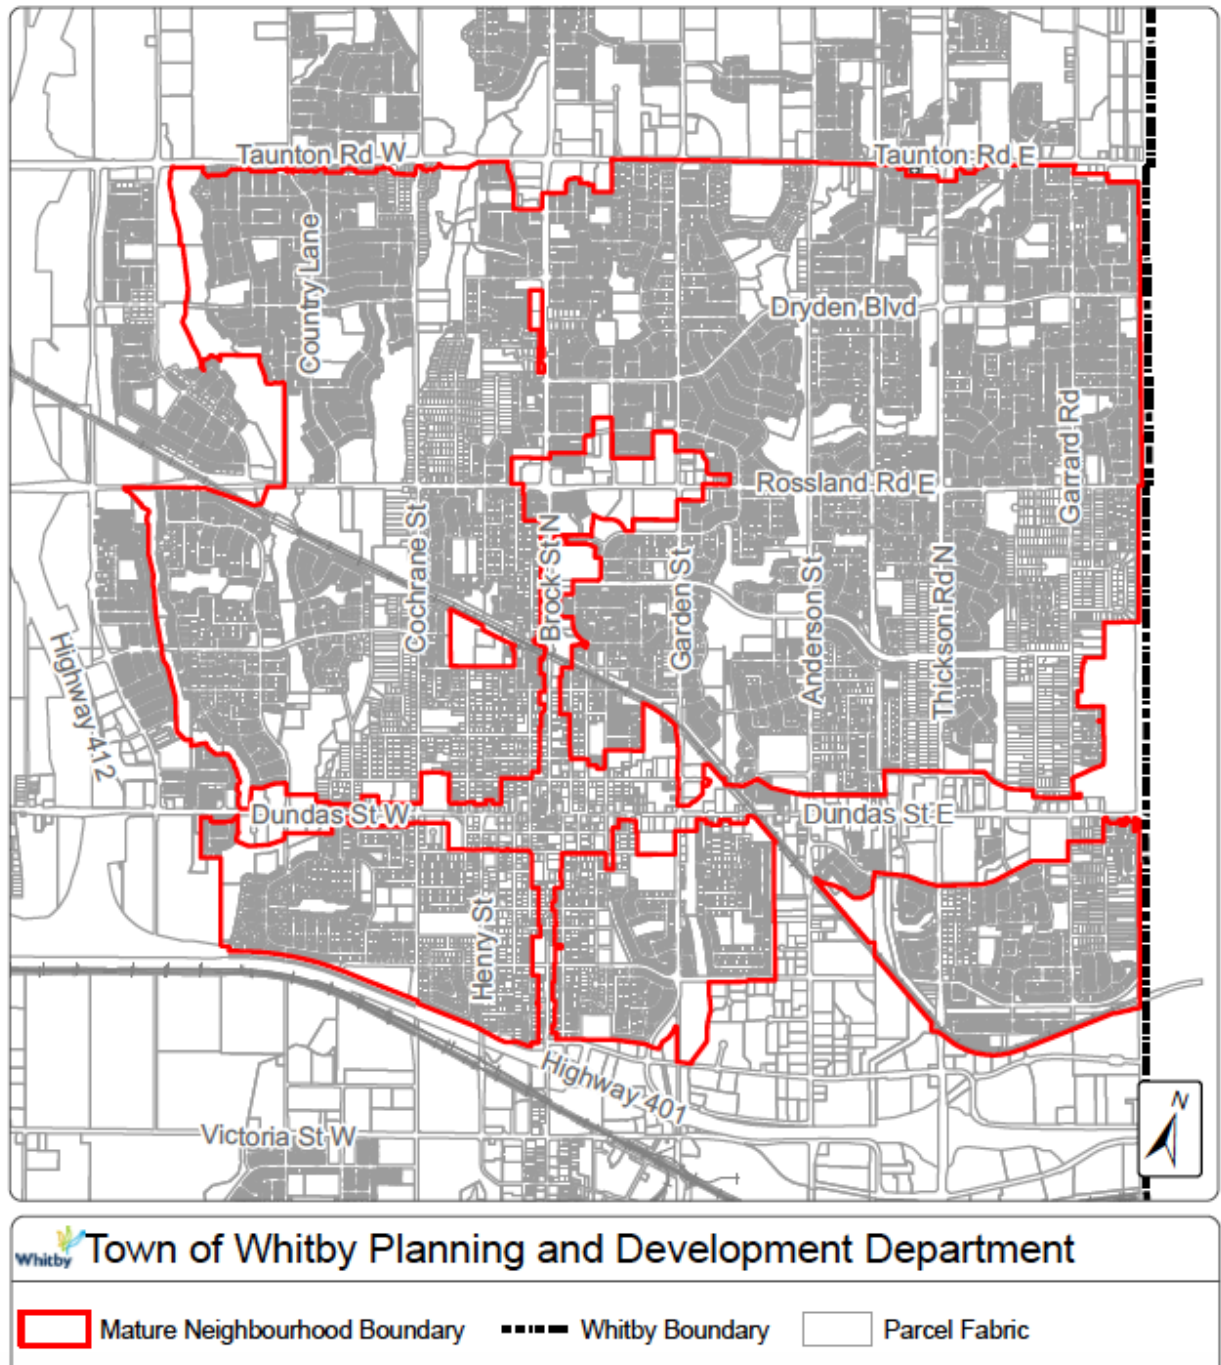 Taunton Rd W
Taunton Rd E
Country Lane
Dryden Blvd
Garrard Rd
Rossland Rd E
Cochrane St
Brock St N
Garden St
Anderson St
Thickson Rd N
Highway 412
Dundas St W
Dundas St E
Henry St
Highway 401
Victoria St W
N
Whitby
Town of Whitby Planning and Development Department
Mature Neighbourhood Boundary
Whitby Boundary
Parcel Fabric